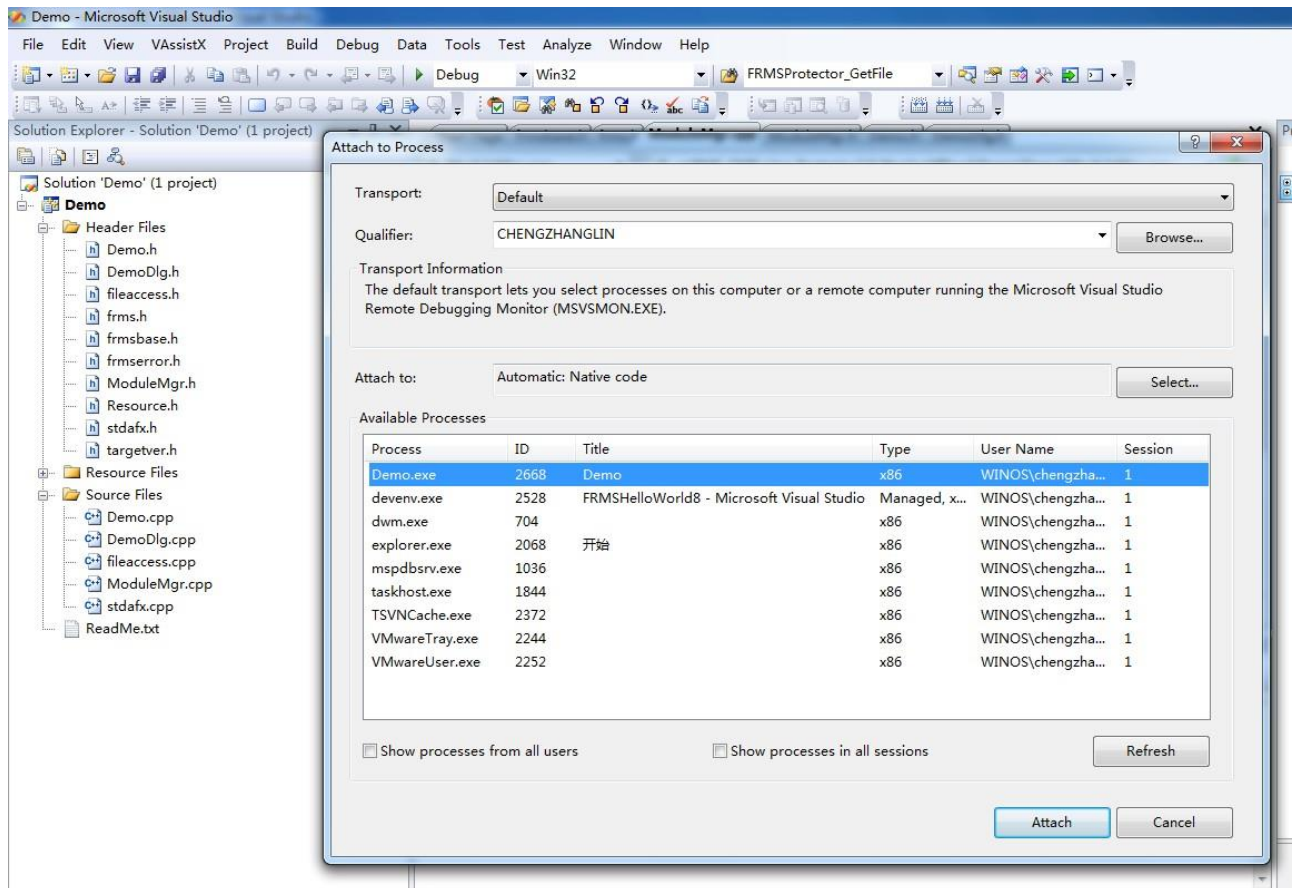 Demo - Microsoft Visual Studio
File Edit View VAssistX Project Build Debug Data Tools Test Analyze Window Help
Debug Win32 FRMSProtector_GetFile
Solution Explorer - Solution 'Demo' (1 project)
Solution 'Demo' (1 project)
Demo
Header Files
Demo.h
DemoDlg.h
fileaccess.h
frms.h
frmsbase.h
frmserror.h
ModuleMgr.h
Resource.h
stdafx.h
targetver.h
Resource Files
Source Files
Demo.cpp
DemoDlg.cpp
fileaccess.cpp
ModuleMgr.cpp
stdafx.cpp
ReadMe.txt
Attach to Process
Transport: Default
Qualifier: CHENGZHANGLIN Browse...
Transport Information
The default transport lets you select processes on this computer or a remote computer running the Microsoft Visual Studio
Remote Debugging Monitor (MSVSMON.EXE).
Attach to: Automatic: Native code Select...
Available Processes
Process ID Title Type User Name Session
Demo.exe 2668 Demo x86 WINOS\chengzha... 1
devenv.exe 2528 FRMSHelloWorld8 - Microsoft Visual Studio Managed, x... WINOS\chengzha... 1
dwm.exe 704 x86 WINOS\chengzha... 1
explorer.exe 2068 开始 x86 WINOS\chengzha... 1
mspdbsrv.exe 1036 x86 WINOS\chengzha... 1
taskhost.exe 1844 x86 WINOS\chengzha... 1
TSVNCache.exe 2372 x86 WINOS\chengzha... 1
VMwareTray.exe 2244 x86 WINOS\chengzha... 1
VMwareUser.exe 2252 x86 WINOS\chengzha... 1
Show processes from all users Show processes in all sessions Refresh
Attach Cancel